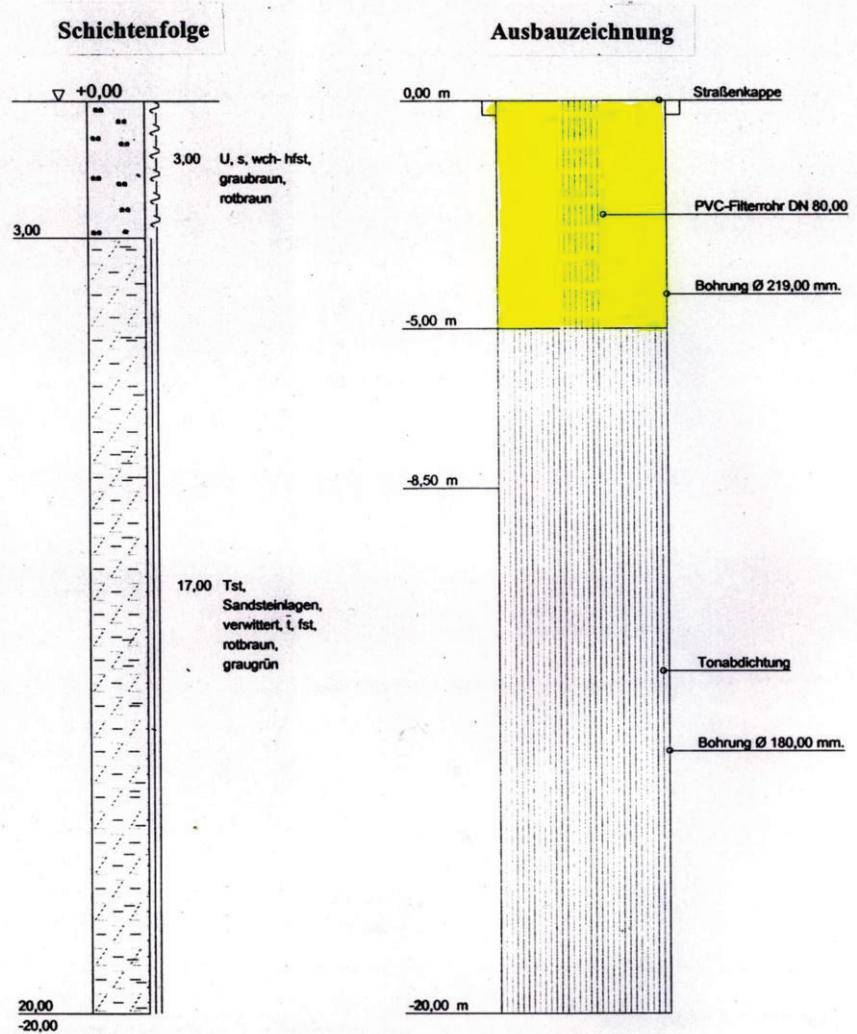 Schichtenfolge
+0,00
3,00 U, s, wch- hfst,
graubraun,
rotbraun
3,00
17,00 Tst,
Sandsteinlagen,
verwittert, t̄, fst,
rotbraun,
graugrün
20,00
-20,00
Ausbauzeichnung
0,00 m
Straßenkappe
PVC-Filterrohr DN 80,00
Bohrung Ø 219,00 mm.
-5,00 m
-8,50 m
Tonabdichtung
Bohrung Ø 180,00 mm.
-20,00 m